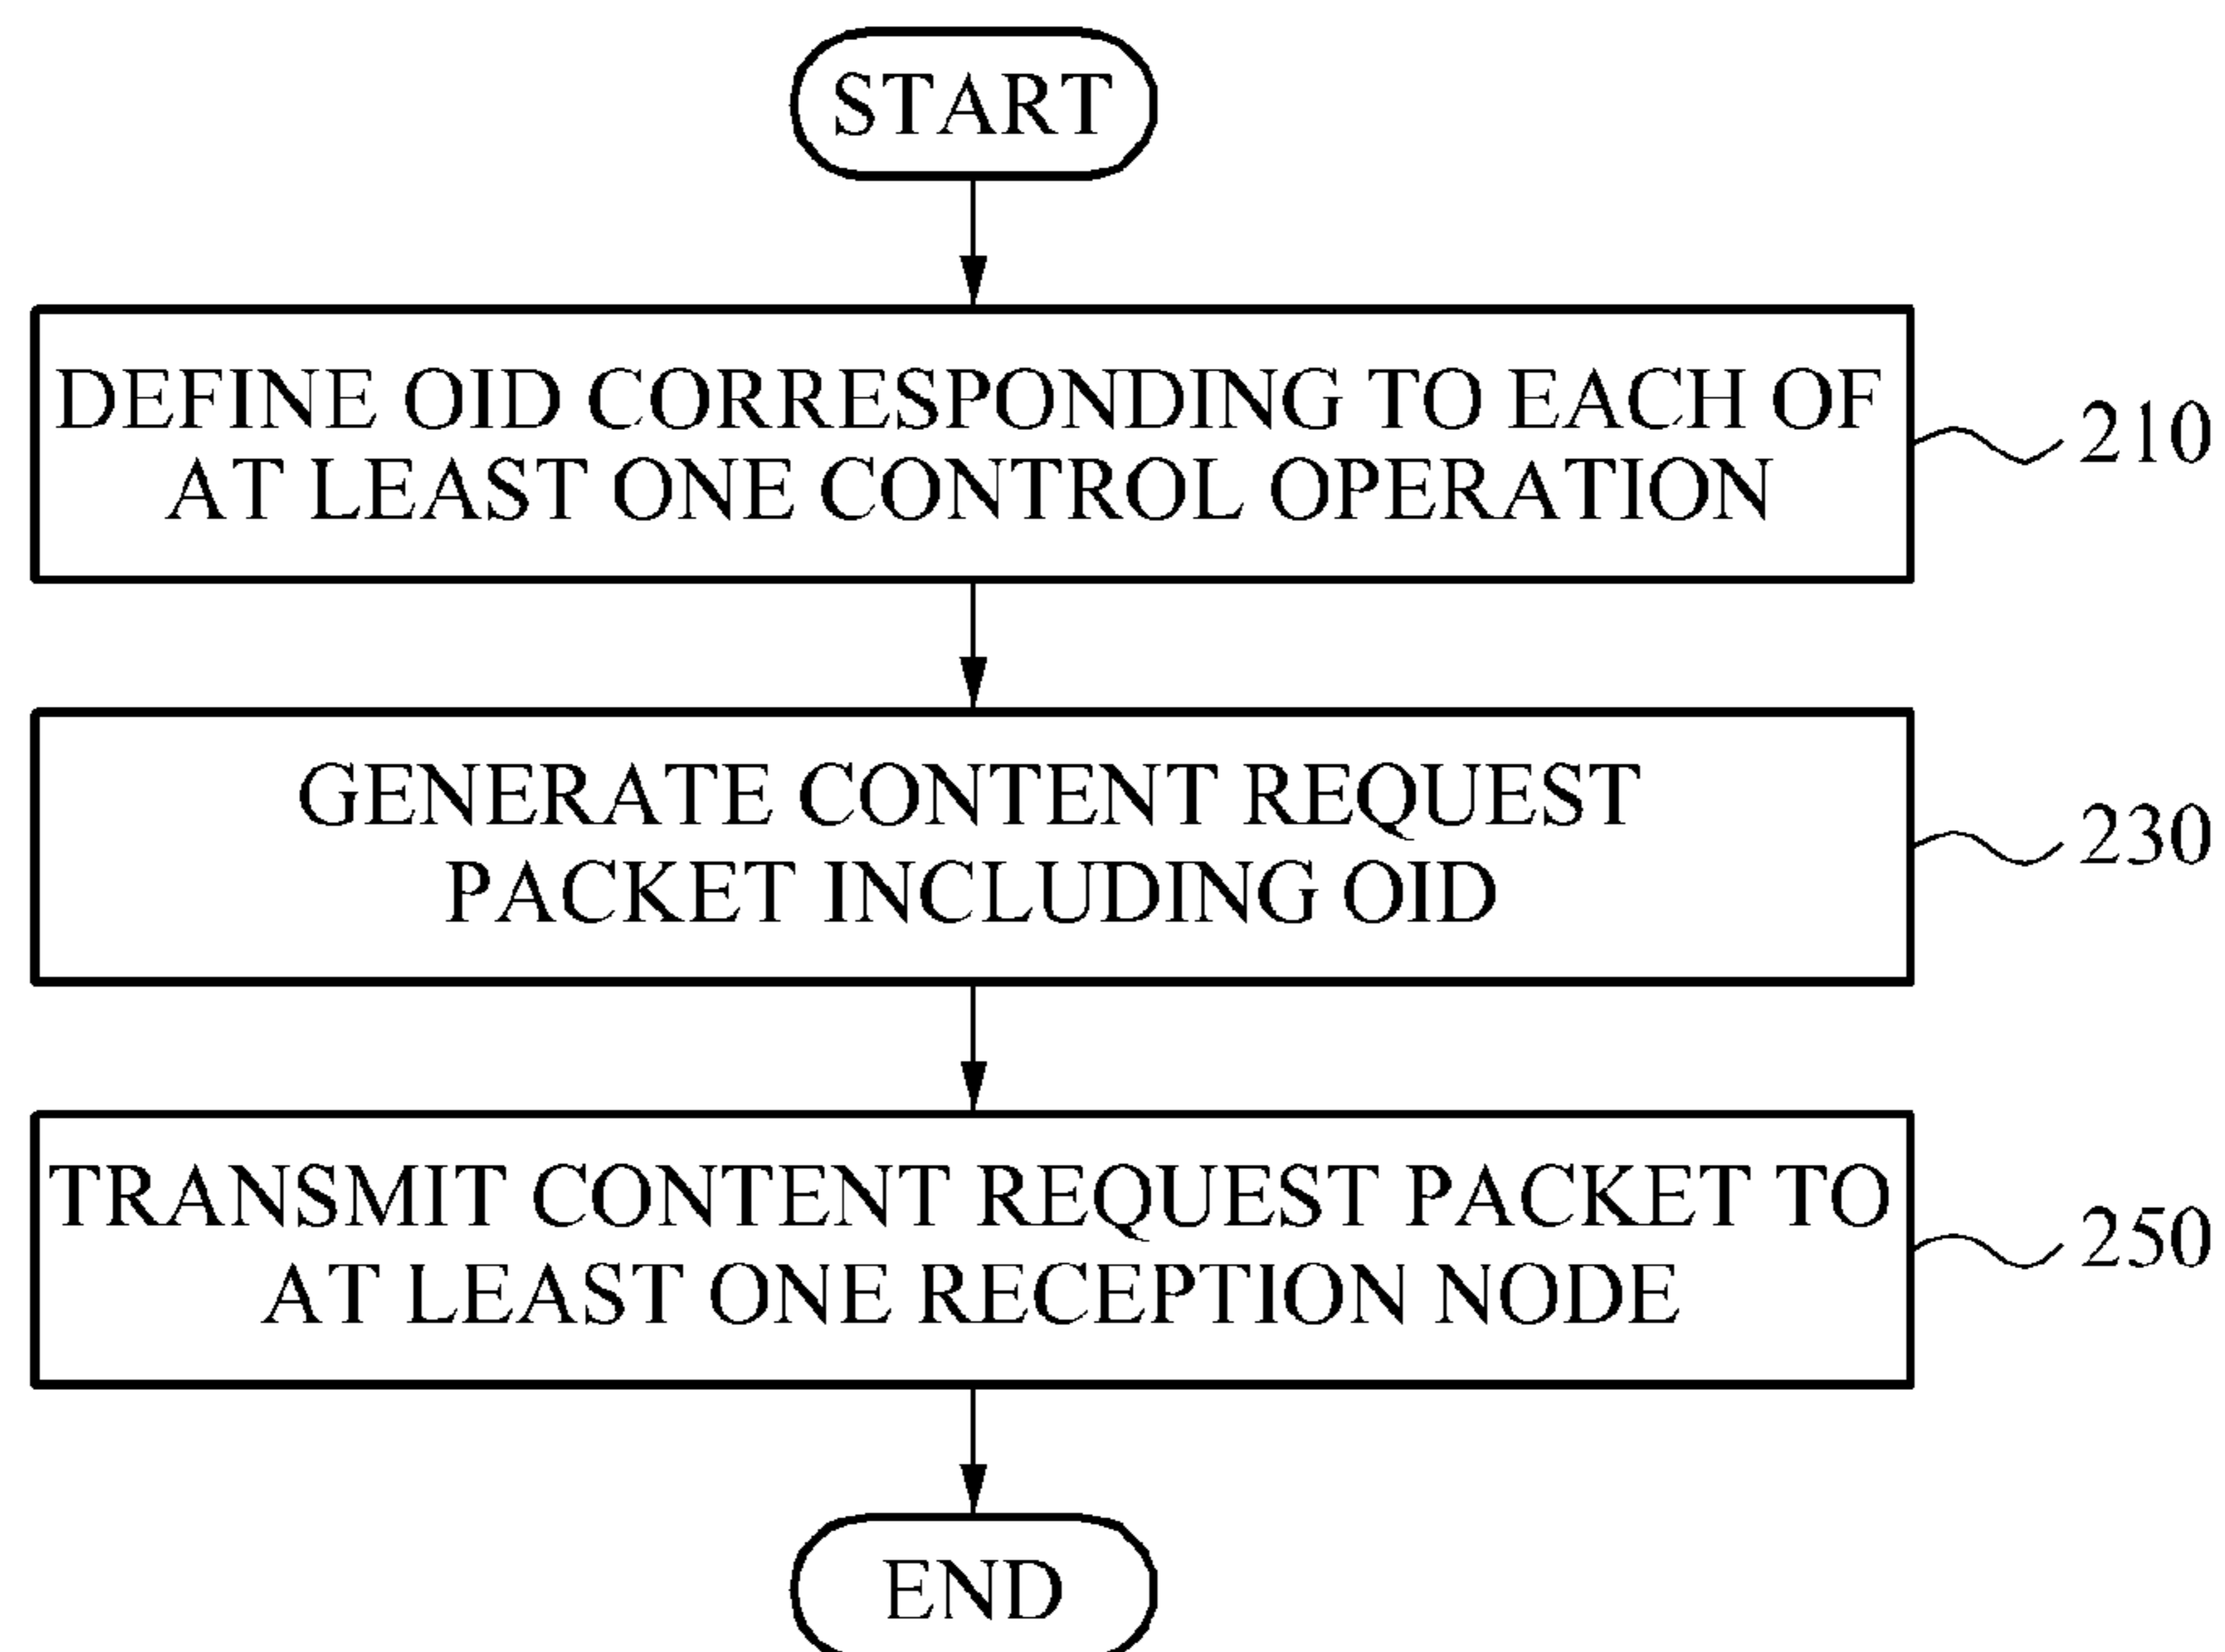 START
DEFINE OID CORRESPONDING TO EACH OF
AT LEAST ONE CONTROL OPERATION
210
GENERATE CONTENT REQUEST
PACKET INCLUDING OID
230
TRANSMIT CONTENT REQUEST PACKET TO
AT LEAST ONE RECEPTION NODE
250
END